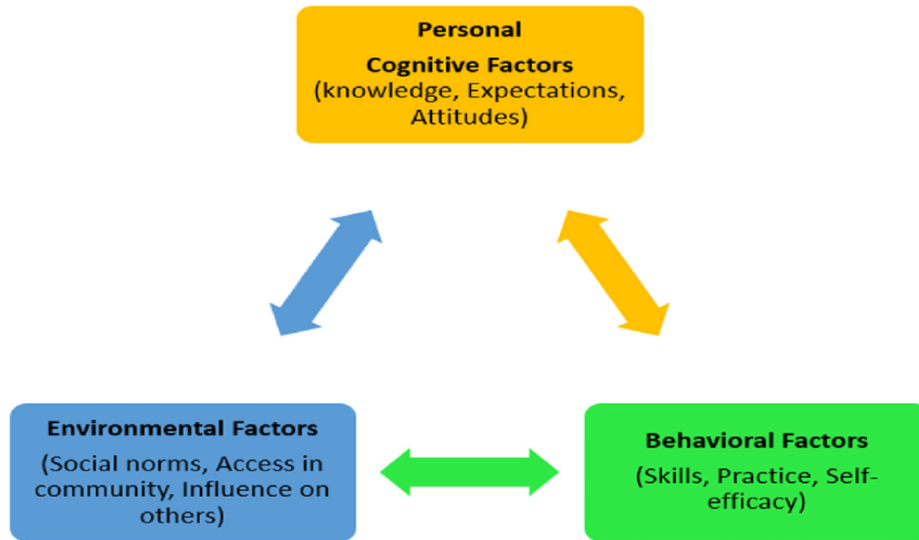 Personal
Cognitive Factors
(knowledge, Expectations,
Attitudes)
Environmental Factors
(Social norms, Access in
community, Influence on
others)
Behavioral Factors
(Skills, Practice, Self-
efficacy)